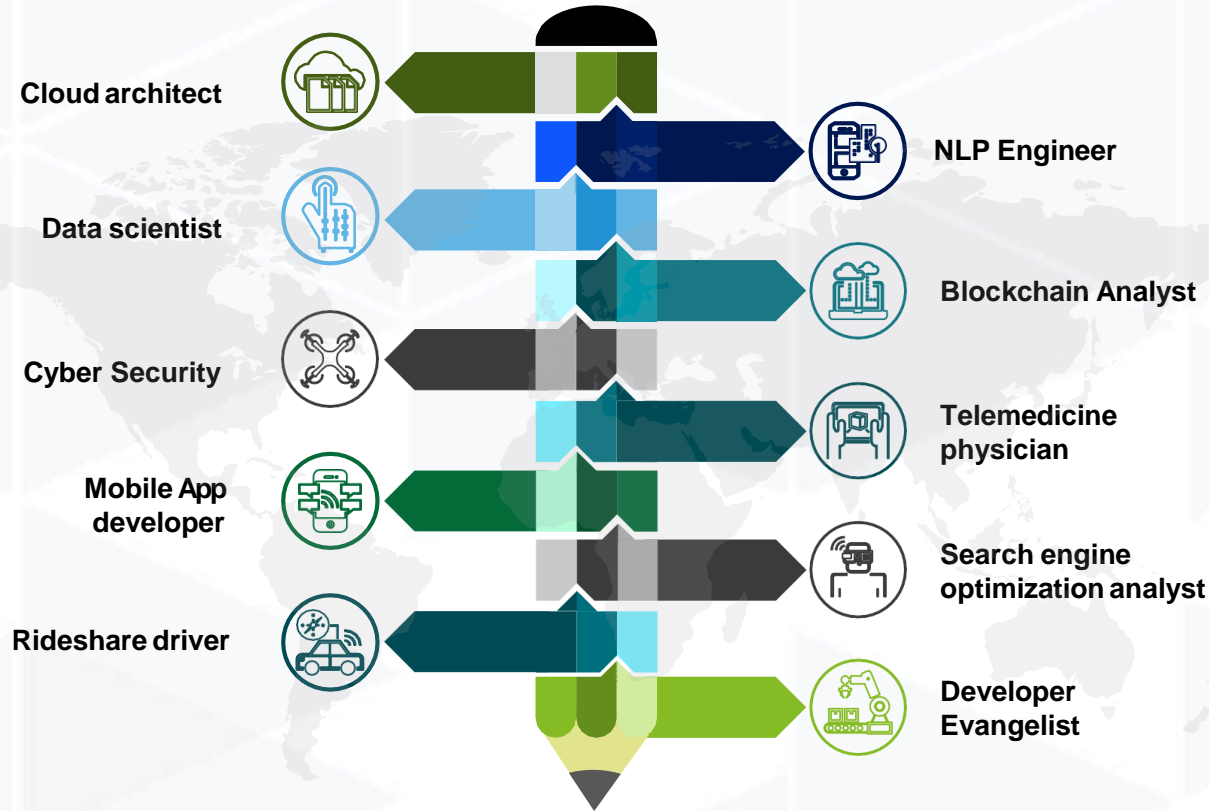 Cloud architect
NLP Engineer
Data scientist
Blockchain Analyst
Cyber Security
Telemedicine
physician
Mobile App
developer
Search engine
optimization analyst
Rideshare driver
Developer
Evangelist